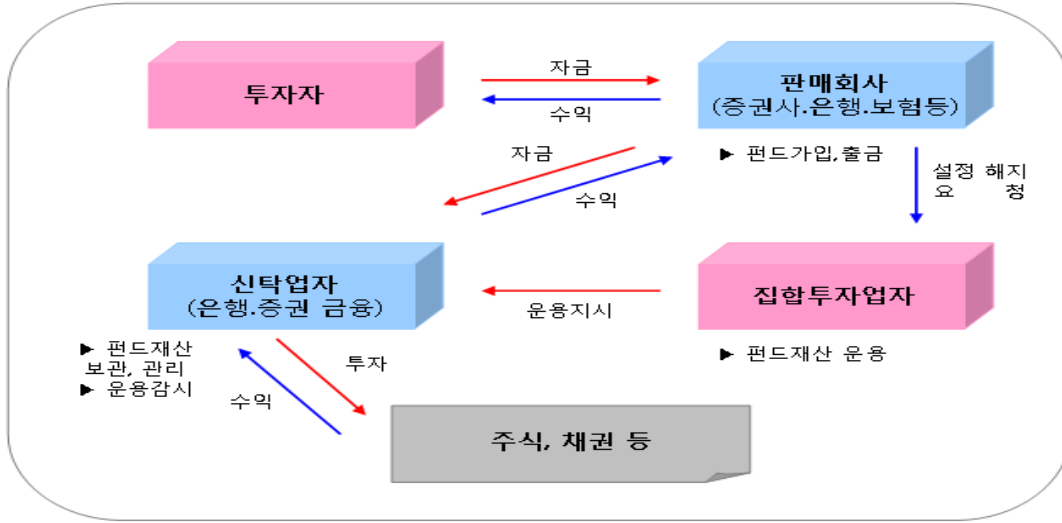 투자자
자금
수익
판매회사
(증권사.은행.보험등)
▶ 펀드가입,출금
자금
수익
설정 해지
요 청
신탁업자
(은행.증권 금융)
▶ 펀드재산
보관, 관리
▶ 운용감시
운용지시
집합투자업자
▶ 펀드재산 운용
투자
수익
주식, 채권 등